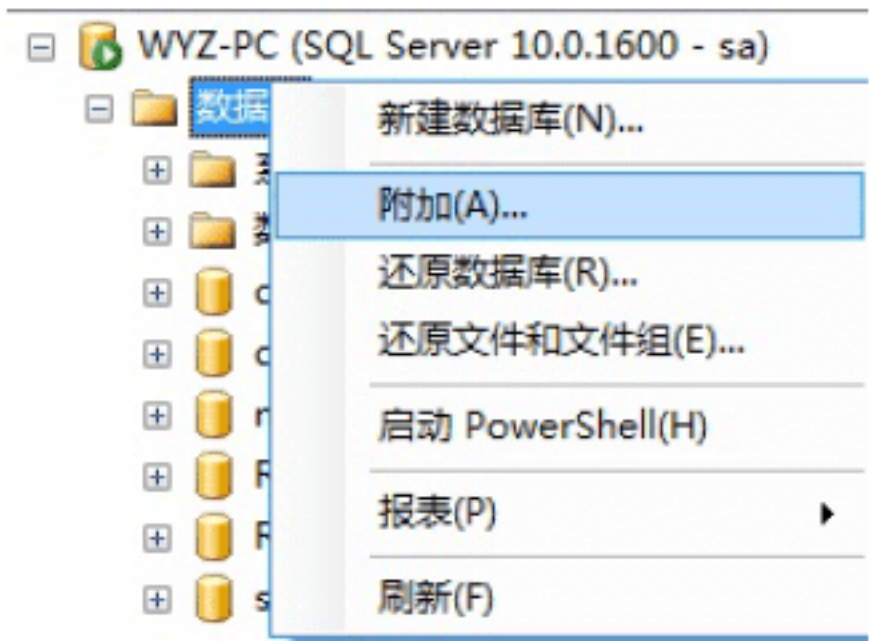 WYZ-PC (SQL Server 10.0.1600 - sa)
数据
新建数据库(N)...
附加(A)...
还原数据库(R)...
还原文件和文件组(E)...
启动 PowerShell(H)
报表(P)
刷新(F)